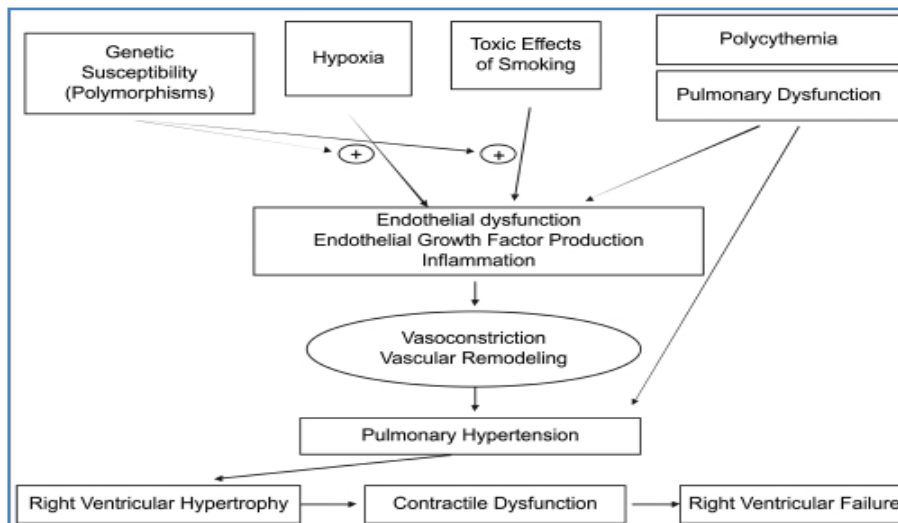 Genetic
Susceptibility
(Polymorphisms)
Hypoxia
Toxic Effects
of Smoking
Polycythemia
Pulmonary Dysfunction
+
+
Endothelial dysfunction
Endothelial Growth Factor Production
Inflammation
Vasoconstriction
Vascular Remodeling
Pulmonary Hypertension
Right Ventricular Hypertrophy
Contractile Dysfunction
Right Ventricular Failure